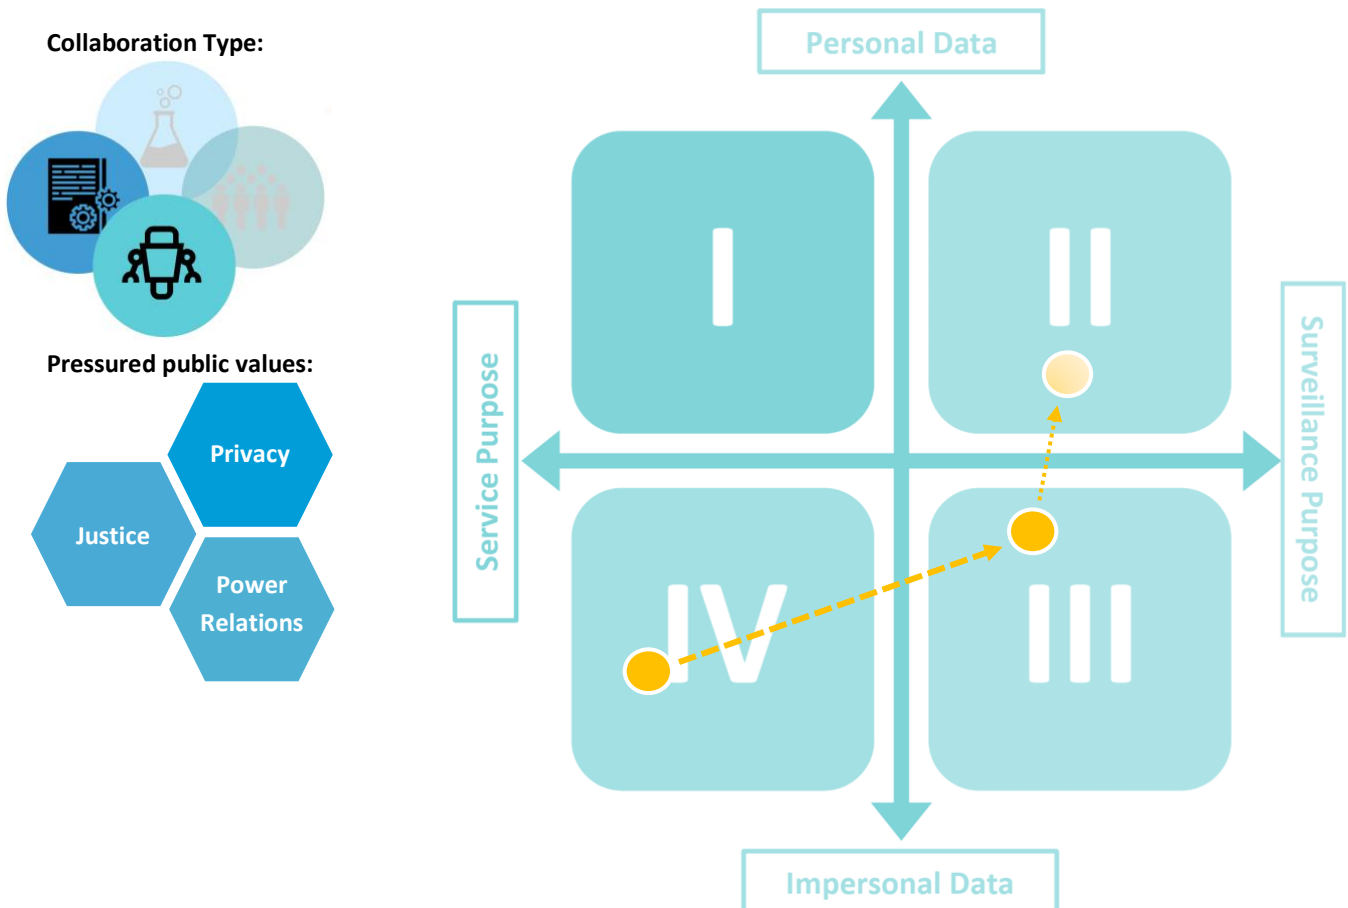 Collaboration Type:
Pressured public values:
Privacy
Justice
Power
Relations
Personal Data
I
II
Service Purpose
Surveillance Purpose
IV
III
Impersonal Data